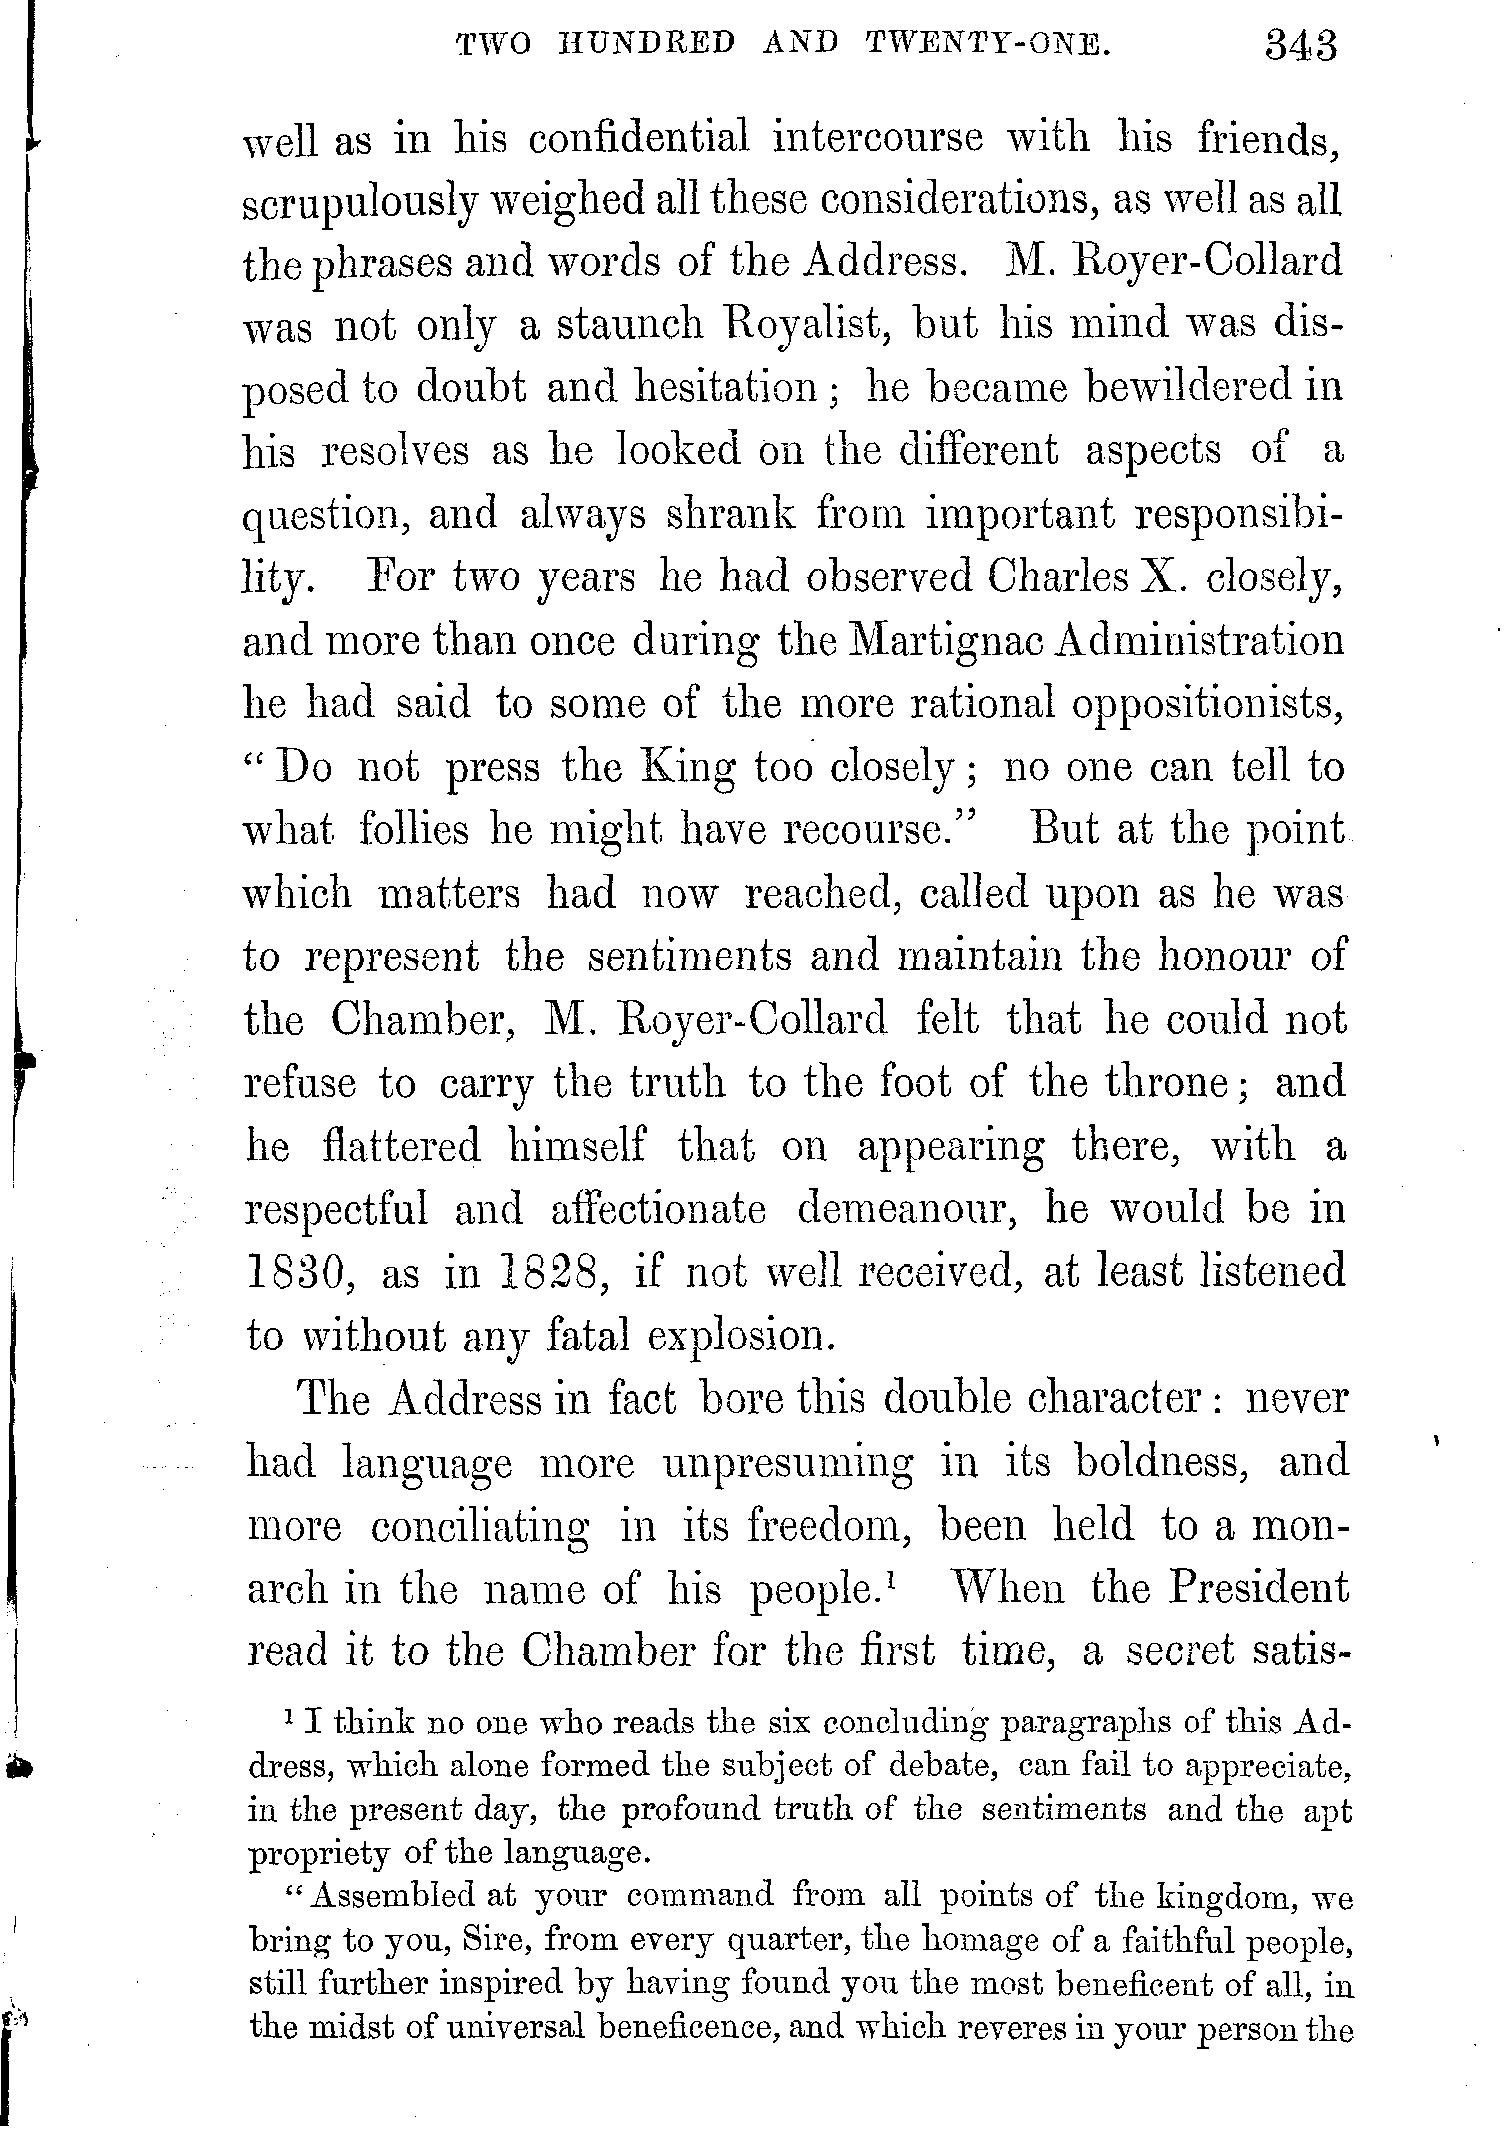 TWO HUNDRED AND TWENTY-ONE. 343
well as in his confidential intercourse with his friends,
scrupulously weighed all these considerations, as well as all
the phrases and words of the Address. M. Royer-Collard
was not only a staunch Royalist, but his mind was dis-
posed to doubt and hesitation; he became bewildered in
his resolves as he looked on the different aspects of a
question, and always shrank from important responsibi-
lity. For two years he had observed Charles X. closely,
and more than once during the Martignac Administration
he had said to some of the more rational oppositionists,
“Do not press the King too closely; no one can tell to
what follies he might have recourse.” But at the point
which matters had now reached, called upon as he was
to represent the sentiments and maintain the honour of
the Chamber, M. Royer-Collard felt that he could not
refuse to carry the truth to the foot of the throne; and
he flattered himself that on appearing there, with a
respectful and affectionate demeanour, he would be in
1830, as in 1828, if not well received, at least listened
to without any fatal explosion.
The Address in fact bore this double character: never
had language more unpresuming in its boldness, and
more conciliating in its freedom, been held to a mon-
arch in the name of his people.¹ When the President
read it to the Chamber for the first time, a secret satis-
¹ I think no one who reads the six concluding paragraphs of this Ad-
dress, which alone formed the subject of debate, can fail to appreciate,
in the present day, the profound truth of the sentiments and the apt
propriety of the language.
“Assembled at your command from all points of the kingdom, we
bring to you, Sire, from every quarter, the homage of a faithful people,
still further inspired by having found you the most beneficent of all, in
the midst of universal beneficence, and which reveres in your person the